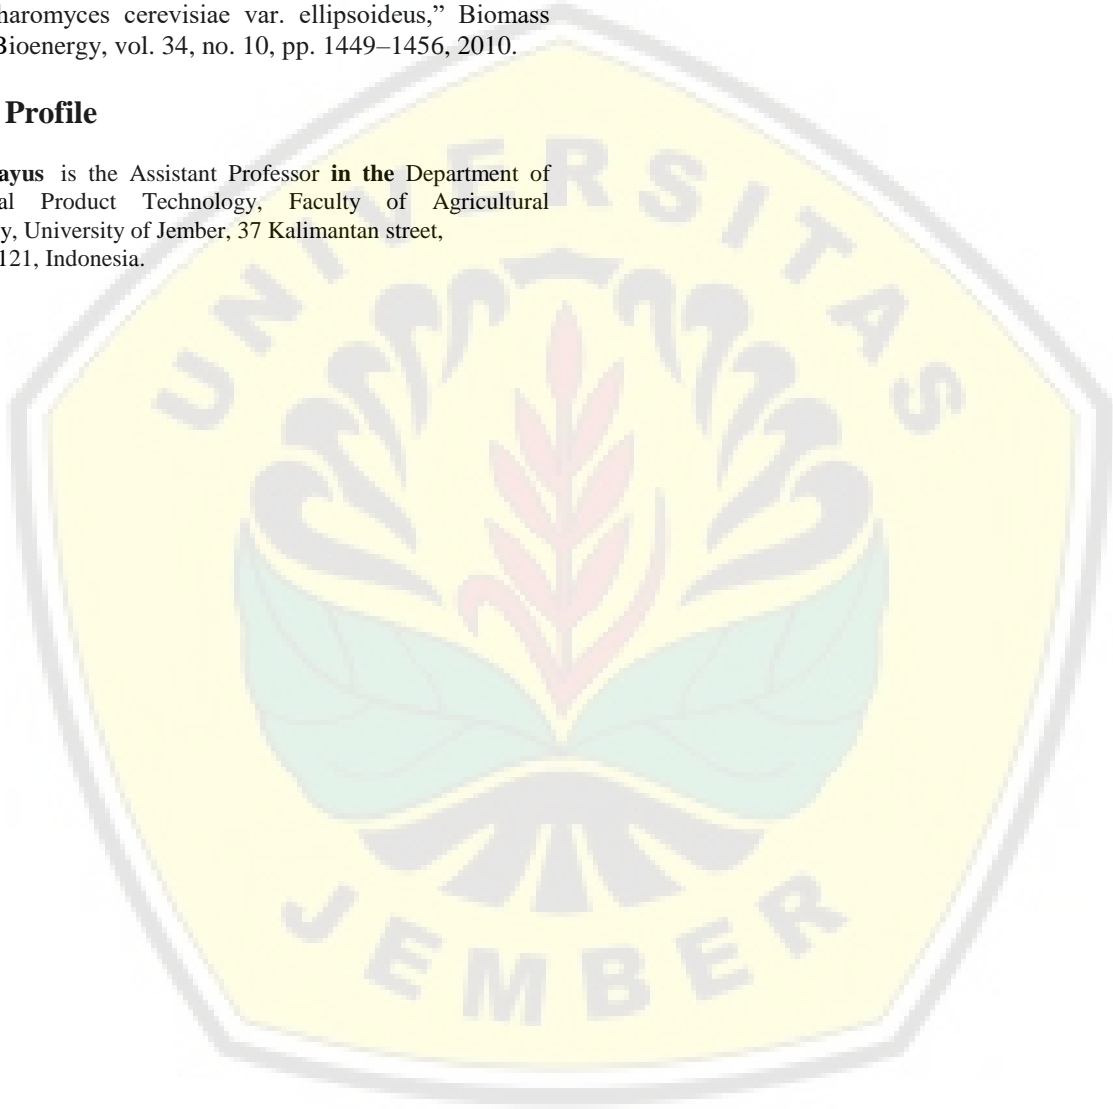 haromyces cerevisiae var. ellipsoideus,” Biomass
Bioenergy, vol. 34, no. 10, pp. 1449–1456, 2010.
Profile
ayus is the Assistant Professor in the Department of
al Product Technology, Faculty of Agricultural
y, University of Jember, 37 Kalimantan street,
121, Indonesia.
UNIVERSITAS
JEMBER